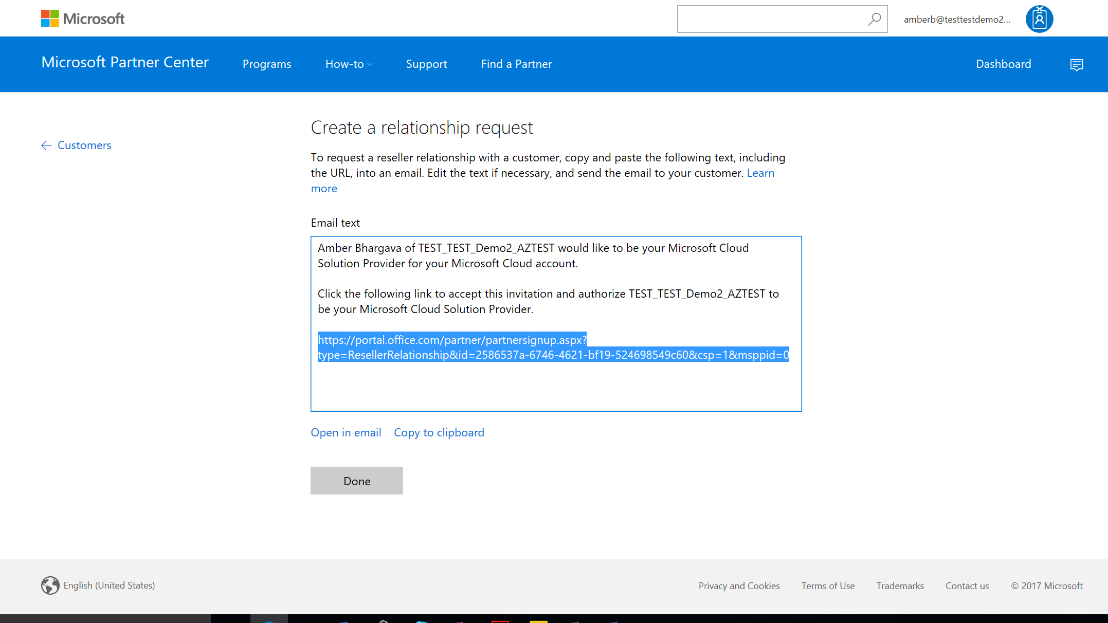 Microsoft
amberb@testtestdemo2...
Microsoft Partner Center
Programs
How-to
Support
Find a Partner
Dashboard
Customers
Create a relationship request
To request a reseller relationship with a customer, copy and paste the following text, including
the URL, into an email. Edit the text if necessary, and send the email to your customer. Learn
more
Email text
Amber Bhargava of TEST_TEST_Demo2_AZTEST would like to be your Microsoft Cloud
Solution Provider for your Microsoft Cloud account.
Click the following link to accept this invitation and authorize TEST_TEST_Demo2_AZTEST to
be your Microsoft Cloud Solution Provider.
https://portal.office.com/partner/partnersignup.aspx?
type=ResellerRelationship&id=2586537a-6746-4621-bf19-524698549c60&csp=1&msppid=0
Open in email
Copy to clipboard
Done
English (United States)
Privacy and Cookies
Terms of Use
Trademarks
Contact us
© 2017 Microsoft